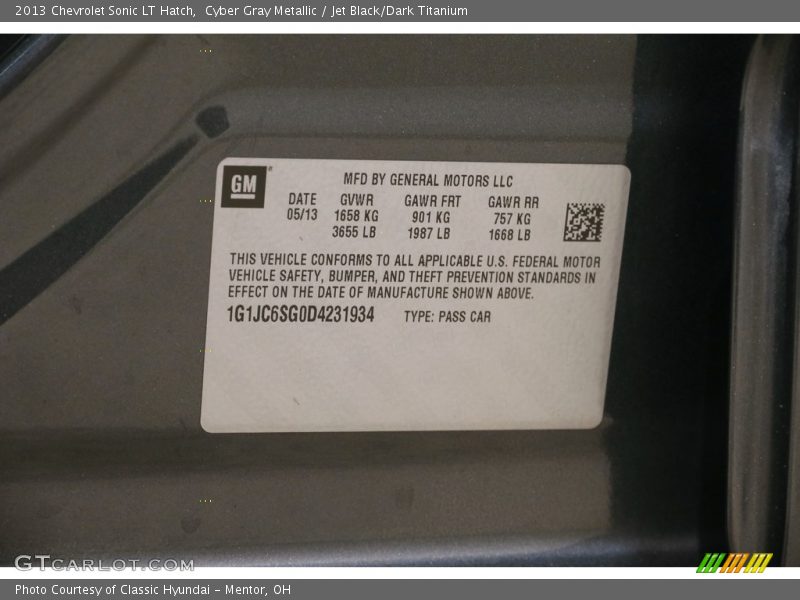 2013 Chevrolet Sonic LT Hatch,  Cyber Gray Metallic / Jet Black/Dark Titanium
GM
MFD BY GENERAL MOTORS LLC
DATE GVWR GAWR FRT GAWR RR
05/13 1658 KG 901 KG 757 KG
3655 LB 1987 LB 1668 LB
THIS VEHICLE CONFORMS TO ALL APPLICABLE U.S. FEDERAL MOTOR
VEHICLE SAFETY, BUMPER, AND THEFT PREVENTION STANDARDS IN
EFFECT ON THE DATE OF MANUFACTURE SHOWN ABOVE.
1G1JC6SG0D4231934 TYPE: PASS CAR
GTCARLOT.COM
Photo Courtesy of Classic Hyundai - Mentor, OH